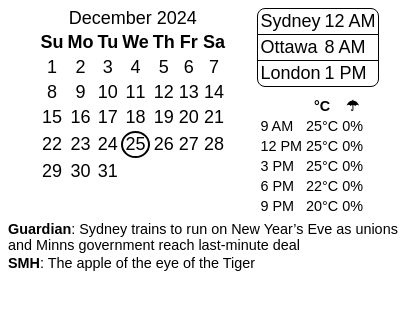 December 2024
Su Mo Tu We Th Fr Sa
1 2 3 4 5 6 7
8 9 10 11 12 13 14
15 16 17 18 19 20 21
22 23 24 25 26 27 28
29 30 31
Sydney 12 AM
Ottawa 8 AM
London 1 PM
°C ☂
9 AM 25°C 0%
12 PM 25°C 0%
3 PM 25°C 0%
6 PM 22°C 0%
9 PM 20°C 0%
Guardian: Sydney trains to run on New Year’s Eve as unions
and Minns government reach last-minute deal
SMH: The apple of the eye of the Tiger